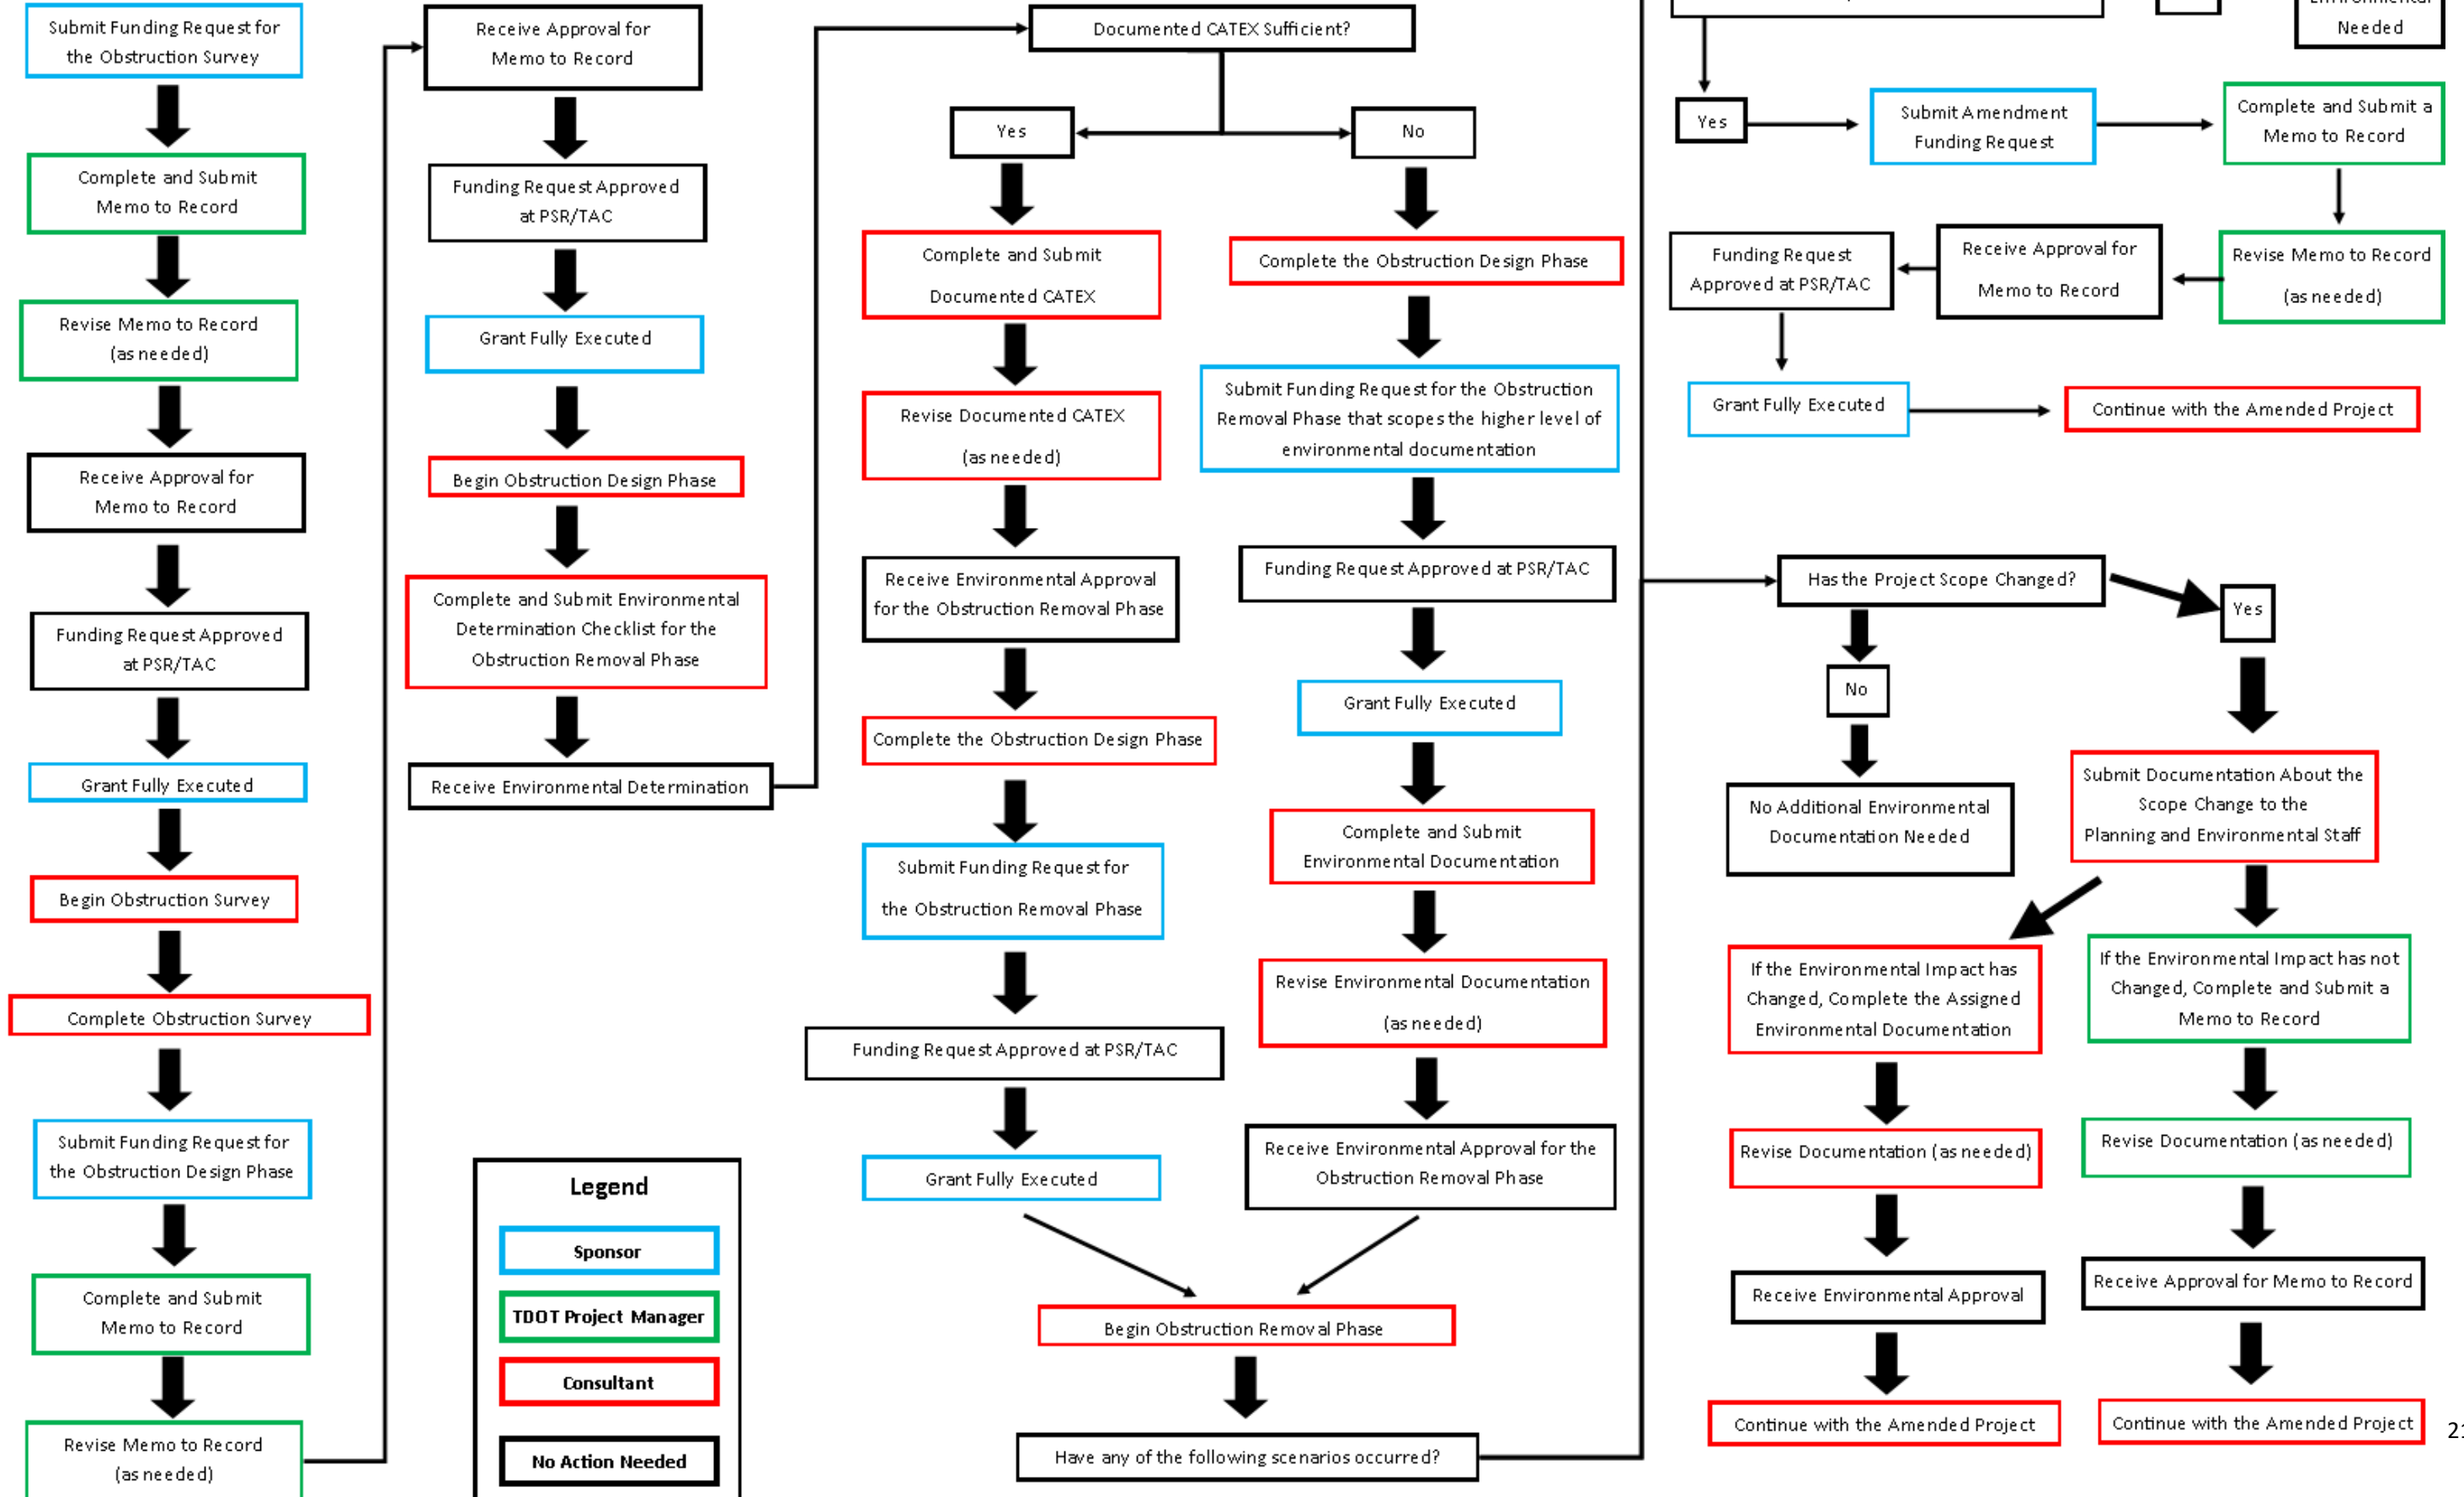 Submit Funding Request for
the Obstruction Survey
Complete and Submit
Memo to Record
Revise Memo to Record
(as needed)
Receive Approval for
Memo to Record
Funding Request Approved
at PSR/TAC
Grant Fully Executed
Begin Obstruction Survey
Complete Obstruction Survey
Submit Funding Request for
the Obstruction Design Phase
Complete and Submit
Memo to Record
Revise Memo to Record
(as needed)
Receive Approval for
Memo to Record
Funding Request Approved
at PSR/TAC
Grant Fully Executed
Begin Obstruction Design Phase
Complete and Submit Environmental
Determination Checklist for the
Obstruction Removal Phase
Receive Environmental Determination
Legend
Sponsor
TDOT Project Manager
Consultant
No Action Needed
Documented CATEX Sufficient?
Yes
Complete and Submit
Documented CATEX
Revise Documented CATEX
(as needed)
Receive Environmental Approval
for the Obstruction Removal Phase
Complete the Obstruction Design Phase
Submit Funding Request for
the Obstruction Removal Phase
Funding Request Approved at PSR/TAC
Grant Fully Executed
No
Complete the Obstruction Design Phase
Submit Funding Request for the Obstruction
Removal Phase that scopes the higher level of
environmental documentation
Funding Request Approved at PSR/TAC
Grant Fully Executed
Complete and Submit
Environmental Documentation
Revise Environmental Documentation
(as needed)
Receive Environmental Approval for the
Obstruction Removal Phase
Begin Obstruction Removal Phase
Have any of the following scenarios occurred?
Environmental
Needed
Yes
Submit Amendment
Funding Request
Complete and Submit a
Memo to Record
Revise Memo to Record
(as needed)
Receive Approval for
Memo to Record
Funding Request
Approved at PSR/TAC
Grant Fully Executed
Continue with the Amended Project
Has the Project Scope Changed?
Yes
No
No Additional Environmental
Documentation Needed
Submit Documentation About the
Scope Change to the
Planning and Environmental Staff
If the Environmental Impact has
Changed, Complete the Assigned
Environmental Documentation
Revise Documentation (as needed)
Receive Environmental Approval
Continue with the Amended Project
If the Environmental Impact has not
Changed, Complete and Submit a
Memo to Record
Revise Documentation (as needed)
Receive Approval for Memo to Record
Continue with the Amended Project
21